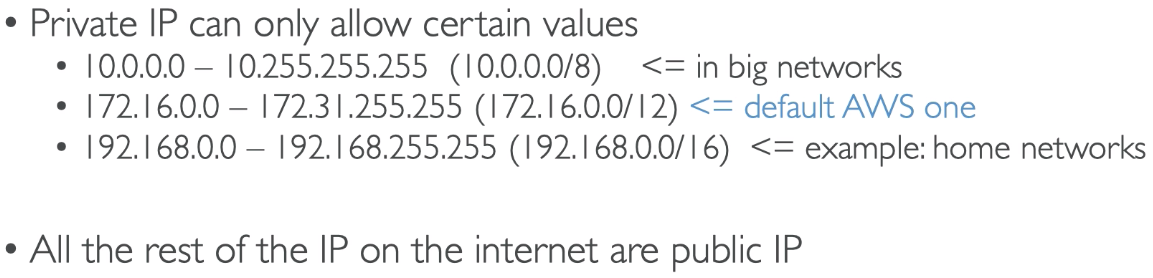 • Private IP can only allow certain values
• 10.0.0.0 – 10.255.255.255 (10.0.0.0/8) <= in big networks
• 172.16.0.0 – 172.31.255.255 (172.16.0.0/12) <= default AWS one
• 192.168.0.0 – 192.168.255.255 (192.168.0.0/16) <= example: home networks
• All the rest of the IP on the internet are public IP